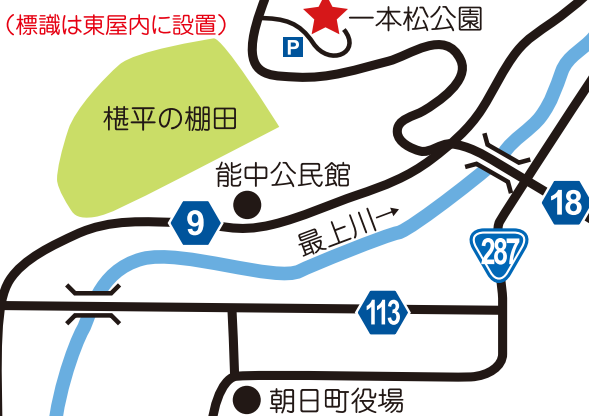 （標識は東屋内に設置）
一本松公園
P
椹平の棚田
能中公民館
9
18
最上川→
287
113
朝日町役場